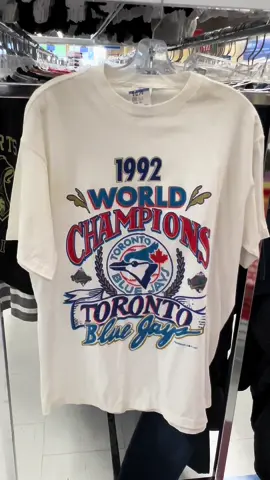 1992
WORLD
CHAMPIONS
TORONTO
BLUE JAYS
TORONTO
Blue Jays